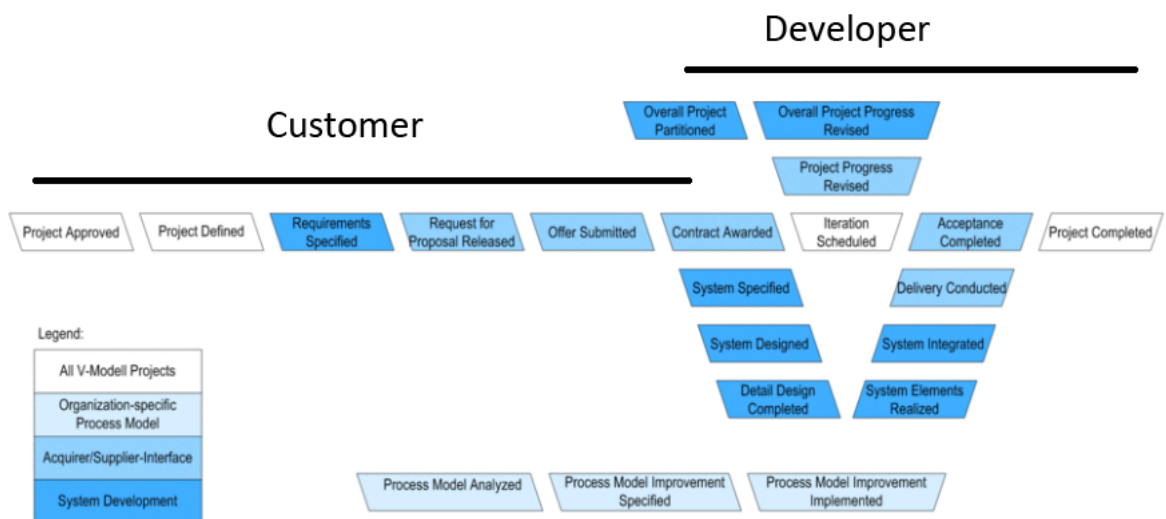 Developer
Customer
Overall Project
Partitioned
Overall Project Progress
Revised
Project Progress
Revised
Project Approved
Project Defined
Requirements
Specified
Request for
Proposal Released
Offer Submitted
Contract Awarded
Iteration
Scheduled
Acceptance
Completed
Project Completed
System Specified
Delivery Conducted
System Designed
System Integrated
Detail Design
Completed
System Elements
Realized
Legend:
All V-Modell Projects
Organization-specific
Process Model
Acquirer/Supplier-Interface
System Development
Process Model Analyzed
Process Model Improvement
Specified
Process Model Improvement
Implemented